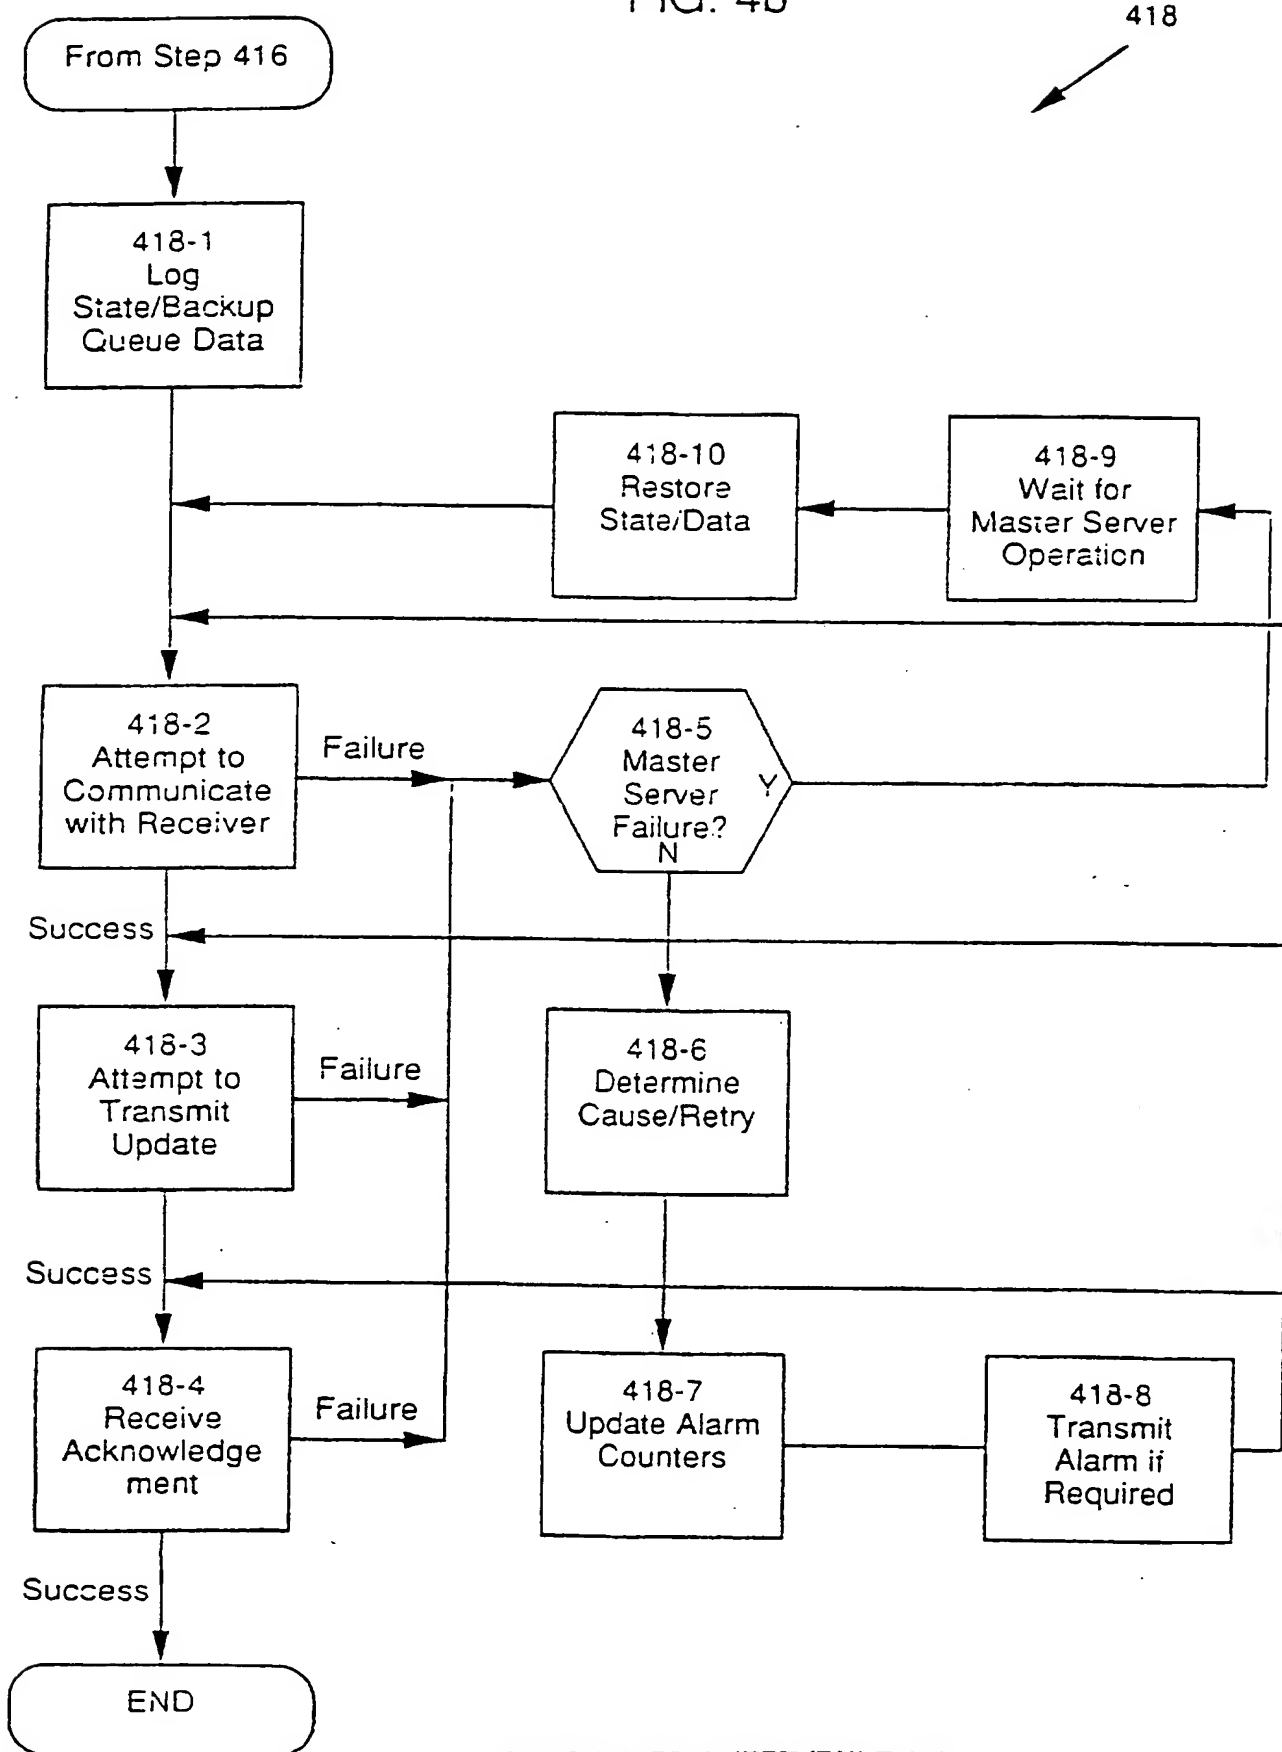 FIG. 4b
418
From Step 416
418-1
Log
State/Backup
Queue Data
418-10
Restore
State/Data
418-9
Wait for
Master Server
Operation
418-2
Attempt to
Communicate
with Receiver
Failure
418-5
Master
Server
Failure?
Y
N
Success
418-3
Attempt to
Transmit
Update
Failure
418-6
Determine
Cause/Retry
Success
418-4
Receive
Acknowledge
ment
Failure
418-7
Update Alarm
Counters
418-8
Transmit
Alarm if
Required
Success
END